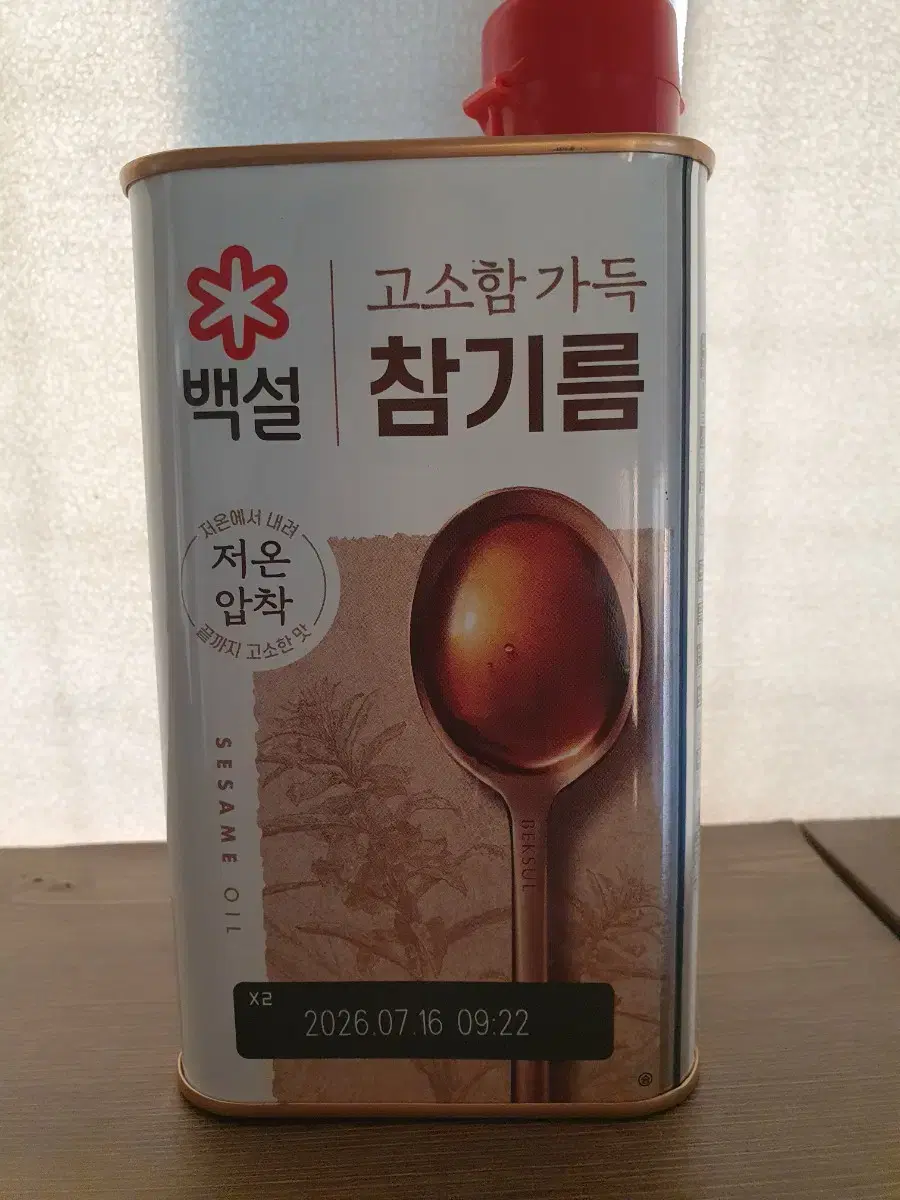 백설
고소함 가득
참기름
저온에서 내려
저온
압착
끝까지 고소한 맛
SESAME OIL
BEKSUL
X2
2026.07.16 09:22